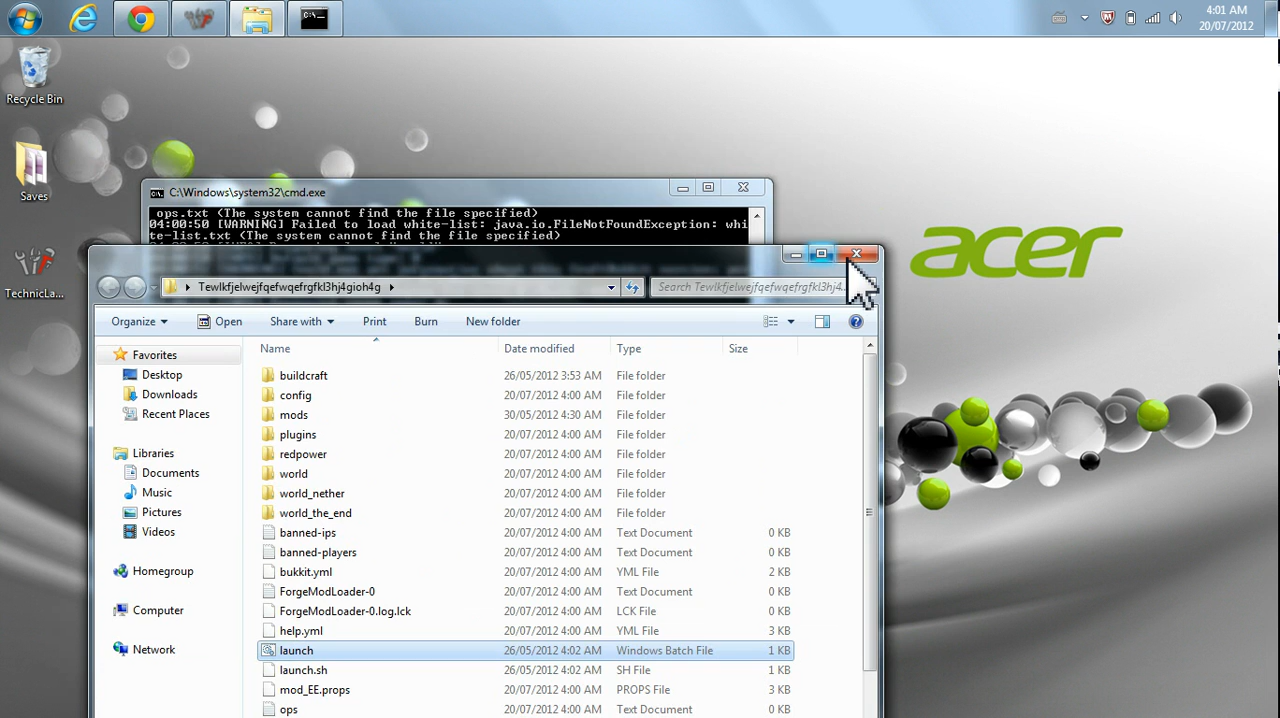 4:01 AM
20/07/2012
Recycle Bin
Saves
TechnicLa...
acer
C:\Windows\system32\cmd.exe
ops.txt (The system cannot find the file specified)
04:00:50 [WARNING] Failed to load white-list: java.io.FileNotFoundException: whi
te-list.txt (The system cannot find the file specified)
Tewlkfjelwejfqefwqefrgfkl3hj4gioh4g
Search Tewlkfjelwejfqefwqefrgfkl3hj4...
Organize Open Share with Print Burn New folder
Name Date modified Type Size
Favorites
Desktop
Downloads
Recent Places
Libraries
Documents
Music
Pictures
Videos
Homegroup
Computer
Network
buildcraft 26/05/2012 3:53 AM File folder
config 20/07/2012 4:00 AM File folder
mods 30/05/2012 4:30 AM File folder
plugins 20/07/2012 4:00 AM File folder
redpower 20/07/2012 4:00 AM File folder
world 20/07/2012 4:00 AM File folder
world_nether 20/07/2012 4:00 AM File folder
world_the_end 20/07/2012 4:00 AM File folder
banned-ips 20/07/2012 4:00 AM Text Document 0 KB
banned-players 20/07/2012 4:00 AM Text Document 0 KB
bukkit.yml 20/07/2012 4:00 AM YML File 2 KB
ForgeModLoader-0 20/07/2012 4:00 AM Text Document 0 KB
ForgeModLoader-0.log.lck 20/07/2012 4:00 AM LCK File 0 KB
help.yml 20/07/2012 4:00 AM YML File 3 KB
launch 26/05/2012 4:02 AM Windows Batch File 1 KB
launch.sh 26/05/2012 4:02 AM SH File 1 KB
mod_EE.props 20/07/2012 4:00 AM PROPS File 3 KB
ops 20/07/2012 4:00 AM Text Document 0 KB